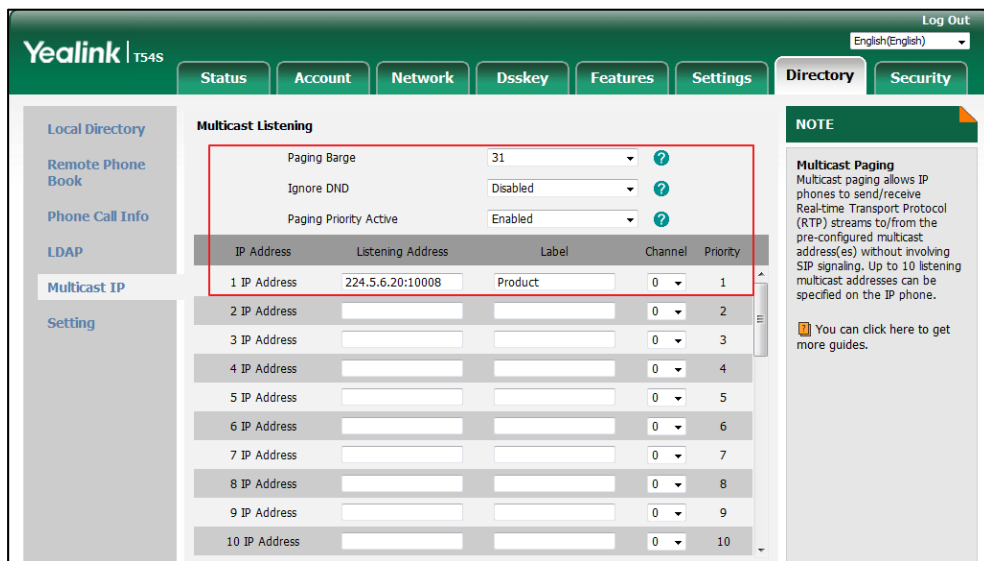 Log Out
English(English)
Yealink | T54S
Status Account Network Dsskey Features Settings Directory Security
Local Directory
Remote Phone
Book
Phone Call Info
LDAP
Multicast IP
Setting
Multicast Listening
Paging Barge 31 ?
Ignore DND Disabled ?
Paging Priority Active Enabled ?
IP Address Listening Address Label Channel Priority
1 IP Address 224.5.6.20:10008 Product 0 1
2 IP Address 0 2
3 IP Address 0 3
4 IP Address 0 4
5 IP Address 0 5
6 IP Address 0 6
7 IP Address 0 7
8 IP Address 0 8
9 IP Address 0 9
10 IP Address 0 10
NOTE
Multicast Paging
Multicast paging allows IP
phones to send/receive
Real-time Transport Protocol
(RTP) streams to/from the
pre-configured multicast
address(es) without involving
SIP signaling. Up to 10 listening
multicast addresses can be
specified on the IP phone.
? You can click here to get
more guides.